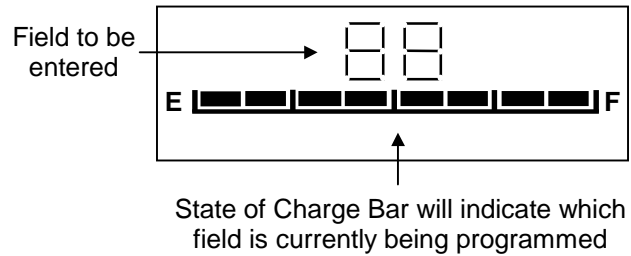 Field to be
entered
88
E F
State of Charge Bar will indicate which
field is currently being programmed